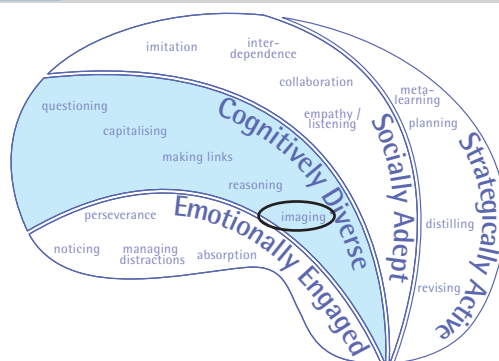 imitation
inter-
dependence
collaboration
empathy /
listening
Socially Adept
meta-
learning
planning
distilling
revising
Strategically Active
questioning
capitalising
making links
reasoning
imaging
Cognitively Diverse
perseverance
noticing
managing
distractions
absorption
Emotionally Engaged